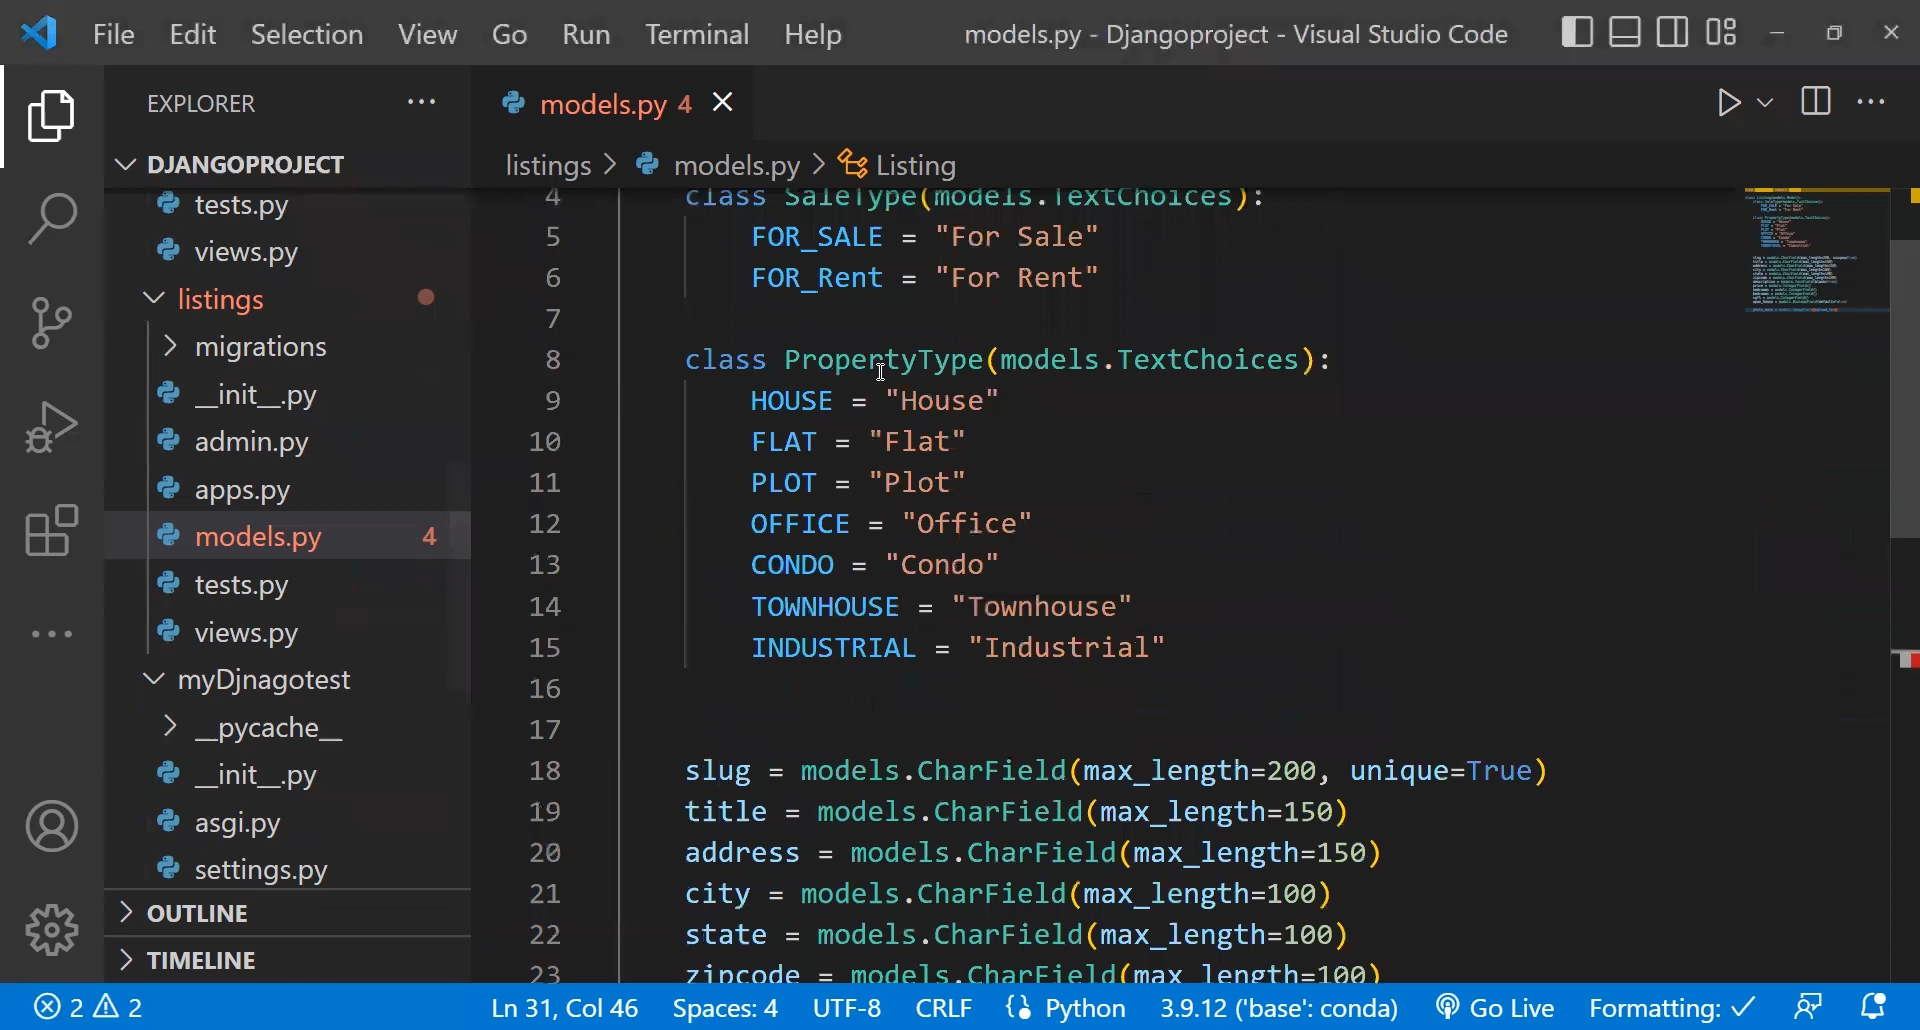 File Edit Selection View Go Run Terminal Help models.py - Djangoproject - Visual Studio Code
EXPLORER
models.py 4
DJANGOPROJECT
listings > models.py > Listing
tests.py
views.py
listings
migrations
__init__.py
admin.py
apps.py
models.py 4
tests.py
views.py
myDjnagotest
__pycache__
__init__.py
asgi.py
settings.py
OUTLINE
TIMELINE
4 class SaleType(models.TextChoices):
5 FOR_SALE = "For Sale"
6 FOR_Rent = "For Rent"
7
8 class PropertyType(models.TextChoices):
9 HOUSE = "House"
10 FLAT = "Flat"
11 PLOT = "Plot"
12 OFFICE = "Office"
13 CONDO = "Condo"
14 TOWNHOUSE = "Townhouse"
15 INDUSTRIAL = "Industrial"
16
17
18 slug = models.CharField(max_length=200, unique=True)
19 title = models.CharField(max_length=150)
20 address = models.CharField(max_length=150)
21 city = models.CharField(max_length=100)
22 state = models.CharField(max_length=100)
23 zipcode = models.CharField(max_length=100)
2 2 Ln 31, Col 46 Spaces: 4 UTF-8 CRLF Python 3.9.12 ('base': conda) Go Live Formatting: ✓